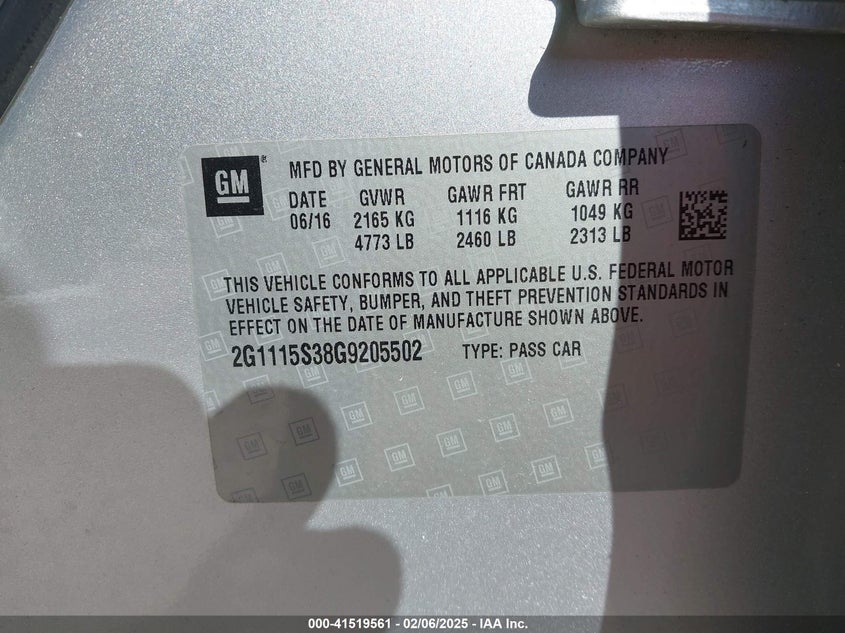 GM ® MFD BY GENERAL MOTORS OF CANADA COMPANY
DATE GVWR GAWR FRT GAWR RR
06/16 2165 KG 1116 KG 1049 KG
4773 LB 2460 LB 2313 LB
THIS VEHICLE CONFORMS TO ALL APPLICABLE U.S. FEDERAL MOTOR
VEHICLE SAFETY, BUMPER, AND THEFT PREVENTION STANDARDS IN
EFFECT ON THE DATE OF MANUFACTURE SHOWN ABOVE.
2G1115S38G9205502 TYPE: PASS CAR
000-41519561 - 02/06/2025 - IAA Inc.